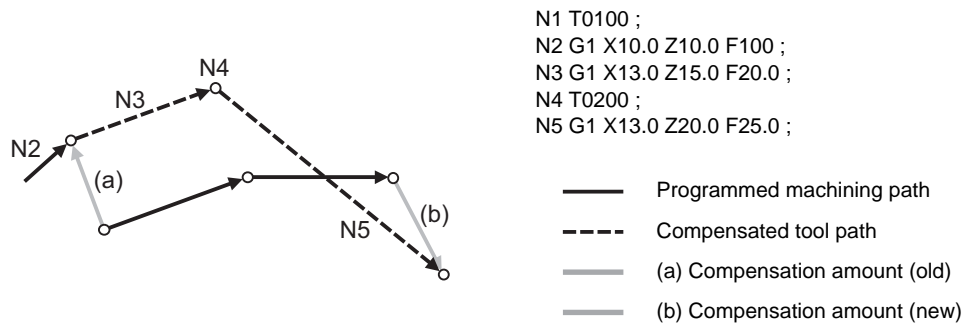 N1 T0100 ;
N2 G1 X10.0 Z10.0 F100 ;
N3 G1 X13.0 Z15.0 F20.0 ;
N4 T0200 ;
N5 G1 X13.0 Z20.0 F25.0 ;
N4
N3
N2
(a)
(b)
N5
Programmed machining path
Compensated tool path
(a) Compensation amount (old)
(b) Compensation amount (new)